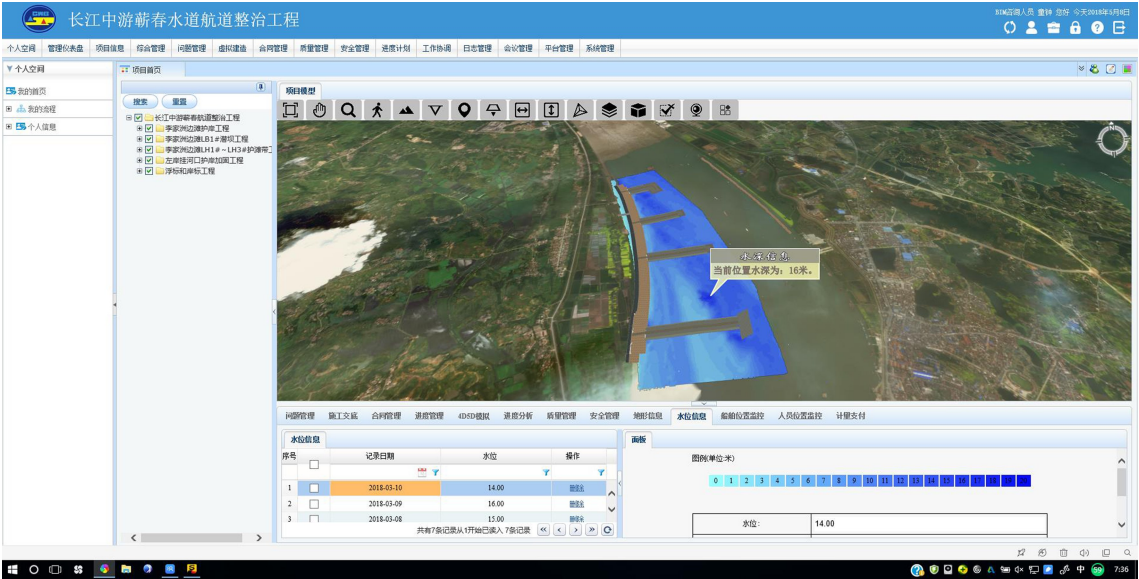 BIM咨询人员 董钟 您好 今天2018年5月8日
长江中游蕲春水道航道整治工程
个人空间 管理仪表盘 项目信息 综合管理 问题管理 虚拟建造 合同管理 质量管理 安全管理 进度计划 工作协调 日志管理 会议管理 平台管理 系统管理
个人空间
项目首页
我的首页
我的流程
个人信息
搜索 重置
长江中游蕲春航道整治工程
李家洲边滩护岸工程
李家洲边滩LB1#潜坝工程
李家洲边滩LH1#~LH3#护滩带工
左岸挂河口护岸加固工程
浮标和岸标工程
项目模型
N
水深信息
当前位置水深为：16米。
问题管理 施工交底 合同管理 进度管理 4D5D模拟 进度分析 质量管理 安全管理 地形信息 水位信息 船舶位置监控 人员位置监控 计量支付
水位信息
序号 记录日期 水位 操作
1 2018-03-10 14.00 删除
2 2018-03-09 16.00 删除
3 2018-03-08 15.00 删除
共有7条记录从1开始已读入 7条记录
面板
图例(单位:米)
0 1 2 3 4 5 6 7 8 9 10 11 12 13 14 15 16 17 18 19 20
水位: 14.00
中 59 7:36